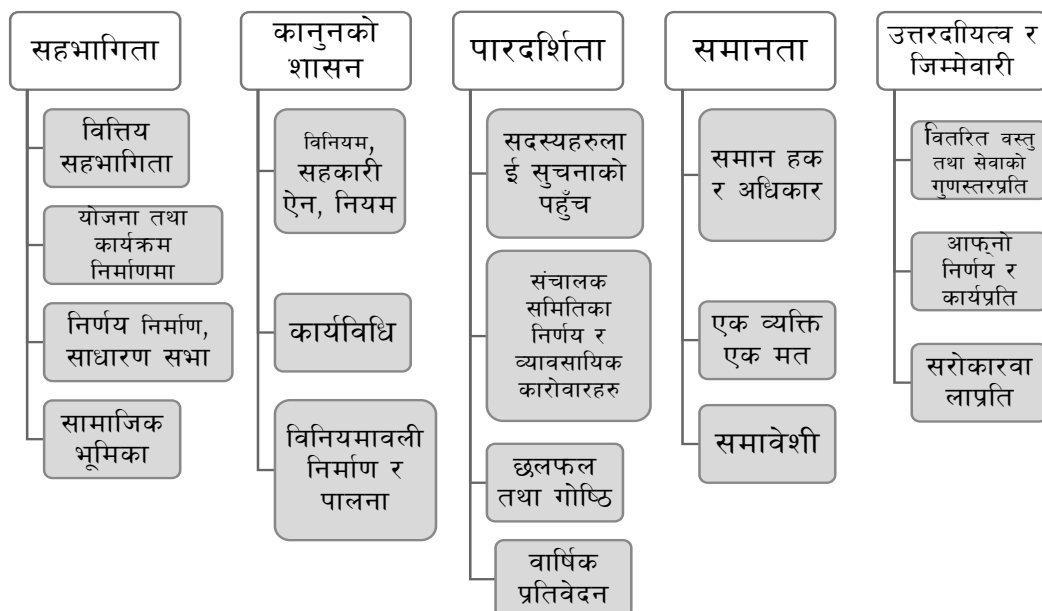 सहभागिता
वित्तिय
सहभागिता
योजना तथा
कार्यक्रम
निर्माणमा
निर्णय निर्माण,
साधारण सभा
सामाजिक
भूमिका
कानुनको
शासन
विनियम,
सहकारी
ऐन, नियम
कार्यविधि
विनियमावली
निर्माण र
पालना
पारदर्शिता
सदस्यहरुला
ई सुचनाको
पहुँच
संचालक
समितिका
निर्णय र
व्यावसायिक
कारोवारहरु
छलफल
तथा गोष्ठि
वार्षिक
प्रतिवेदन
समानता
समान हक
र अधिकार
एक व्यक्ति
एक मत
समावेशी
उत्तरदाीयित्व र
जिम्मेवारी
वितरित वस्तु
तथा सेवाको
गुणस्तरप्रति
आफ्‌नो
निर्णय र
कार्यप्रति
सरोकारवा
लाप्रति